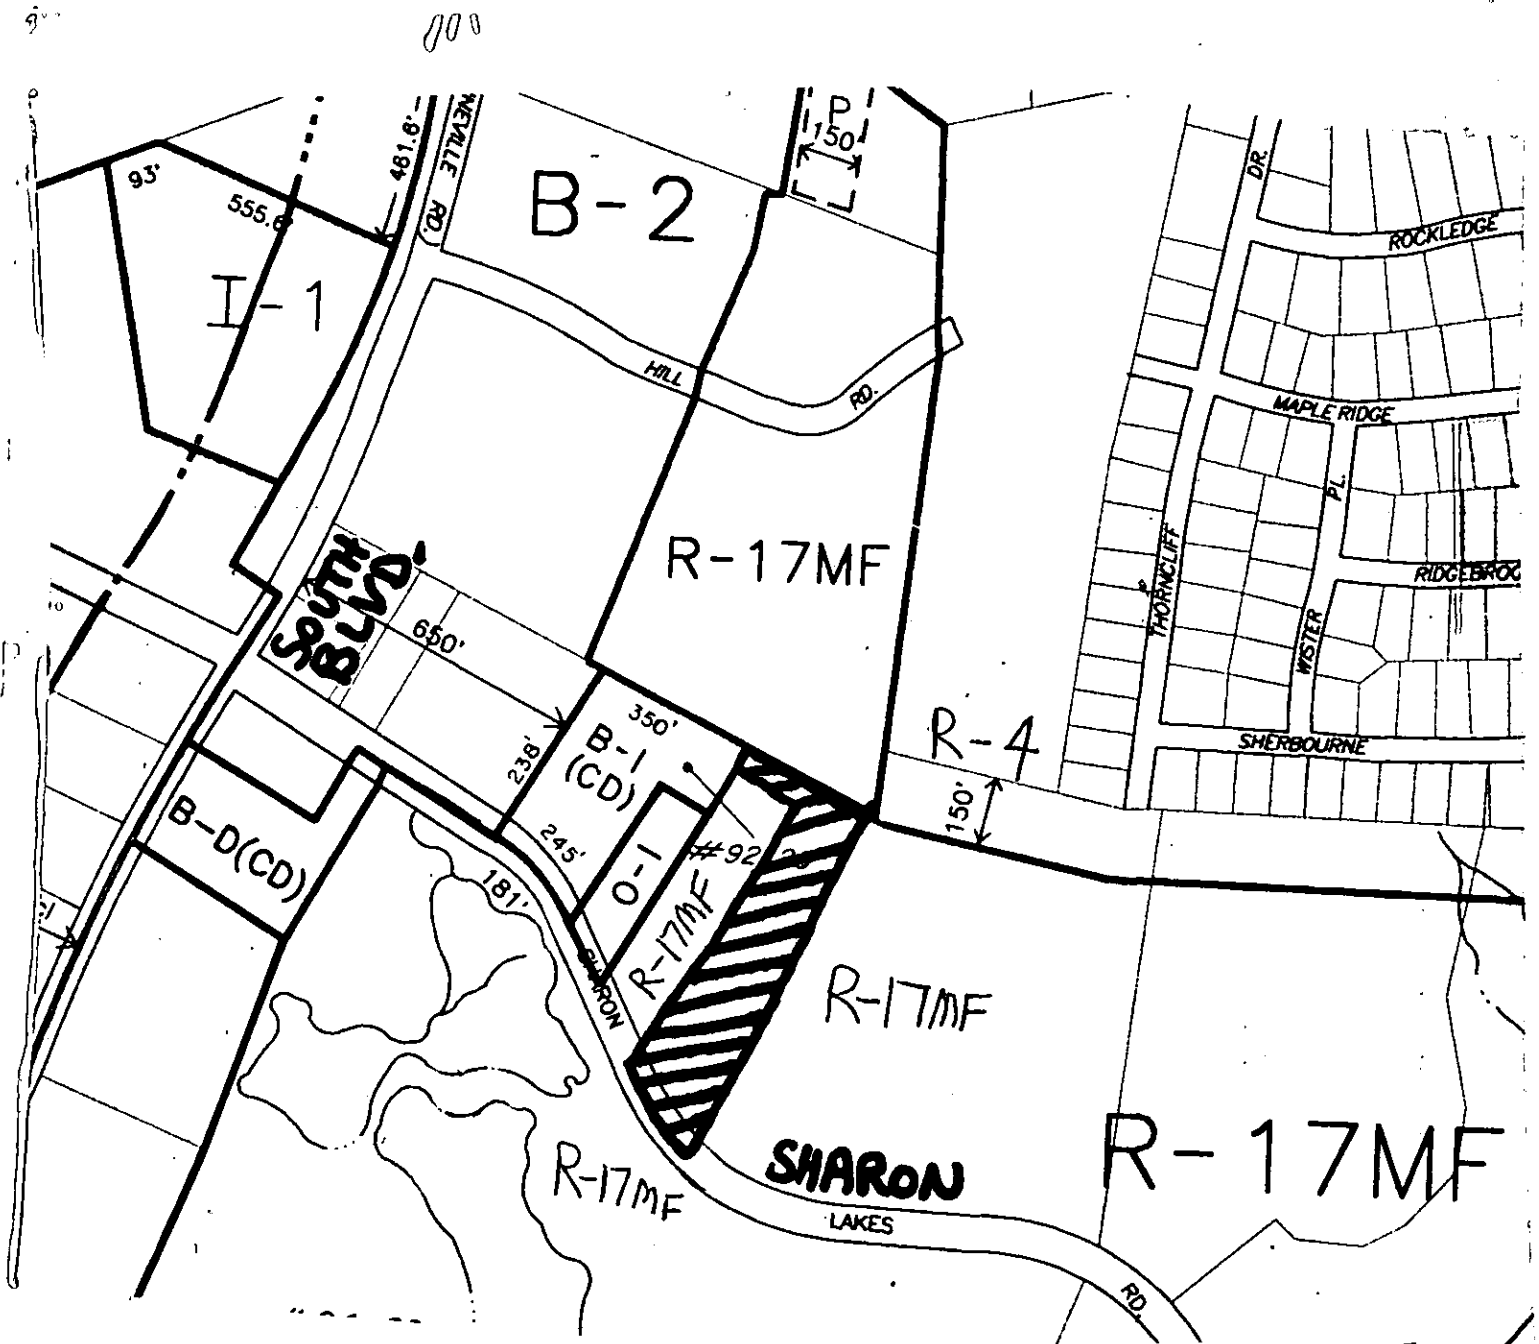 P
150'
NEVILLE RD.
461.6'
93'
555.6'
B-2
I-1
DR.
ROCKLEDGE
HILL RD.
MAPLE RIDGE
PL.
R-17MF
THORNCLIFF
RIDGEBROO
SOUTH
BLVD.
650'
WISTER
350'
R-4
SHERBOURNE
B-1
(CD)
238'
150'
B-D(CD)
245'
O-1
#92
181'
R-17MF
SHARON
R-17MF
R-17MF
R-17MF
SHARON
LAKES
RD.